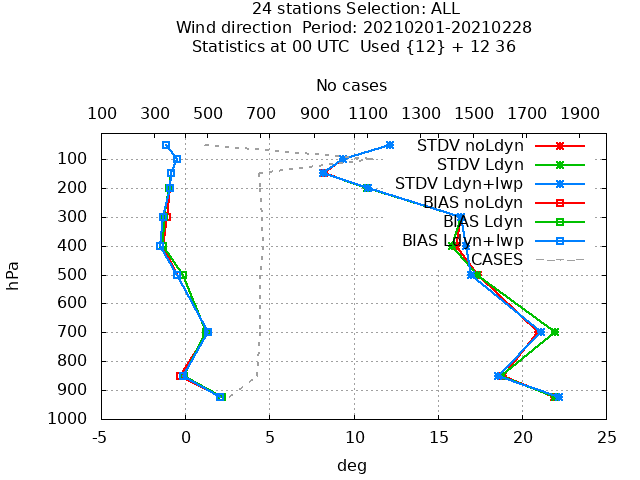 24 stations Selection: ALL
Wind direction  Period: 20210201-20210228
Statistics at 00 UTC  Used {12} + 12 36
No cases
100 300 500 700 900 1100 1300 1500 1700 1900
STDV noLdyn
STDV Ldyn
STDV Ldyn+lwp
BIAS noLdyn
BIAS Ldyn
BIAS Ldyn+lwp
CASES
hPa
100
200
300
400
500
600
700
800
900
1000
-5 0 5 10 15 20 25
deg